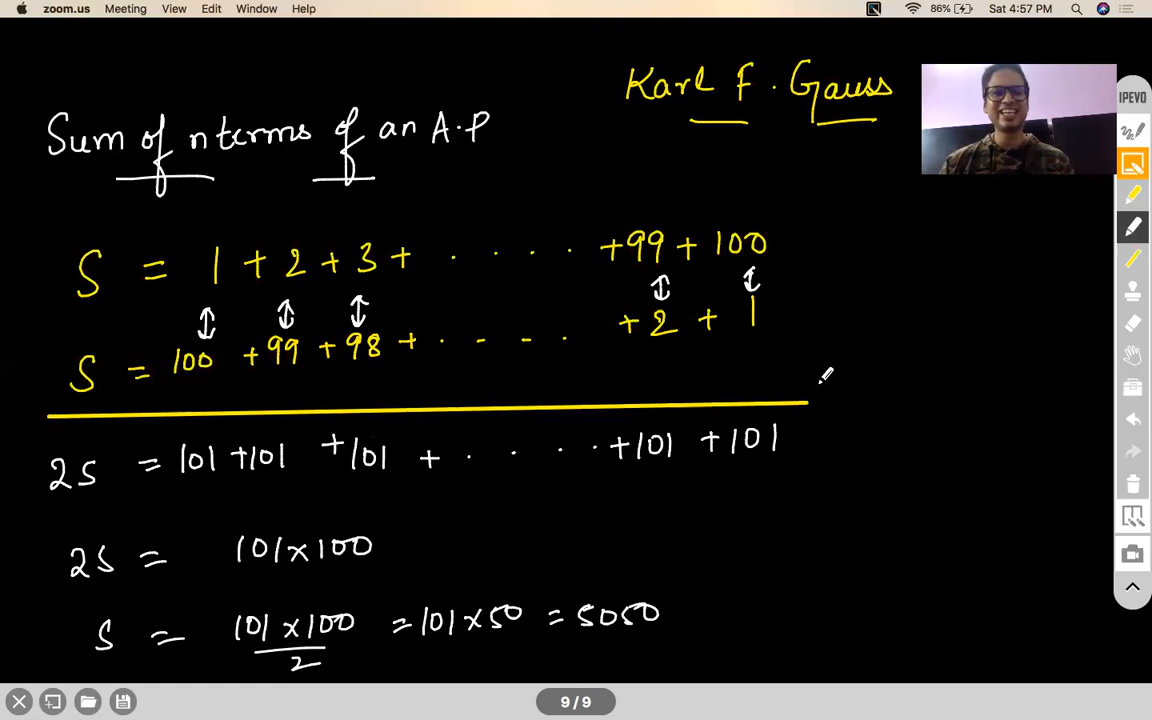 zoom.us Meeting View Edit Window Help 86% Sat 4:57 PM
Karl F. Gauss
IPEVO
Sum of n terms of an A.P
S = 1 + 2 + 3 + . . . . +99 + 100
S = 100 +99 +98 + . - - . +2 + 1
2S = 101 +101 +101 + . . . . +101 +101
2S = 101×100
S = 101×100/2 = 101×50 = 5050
9/9